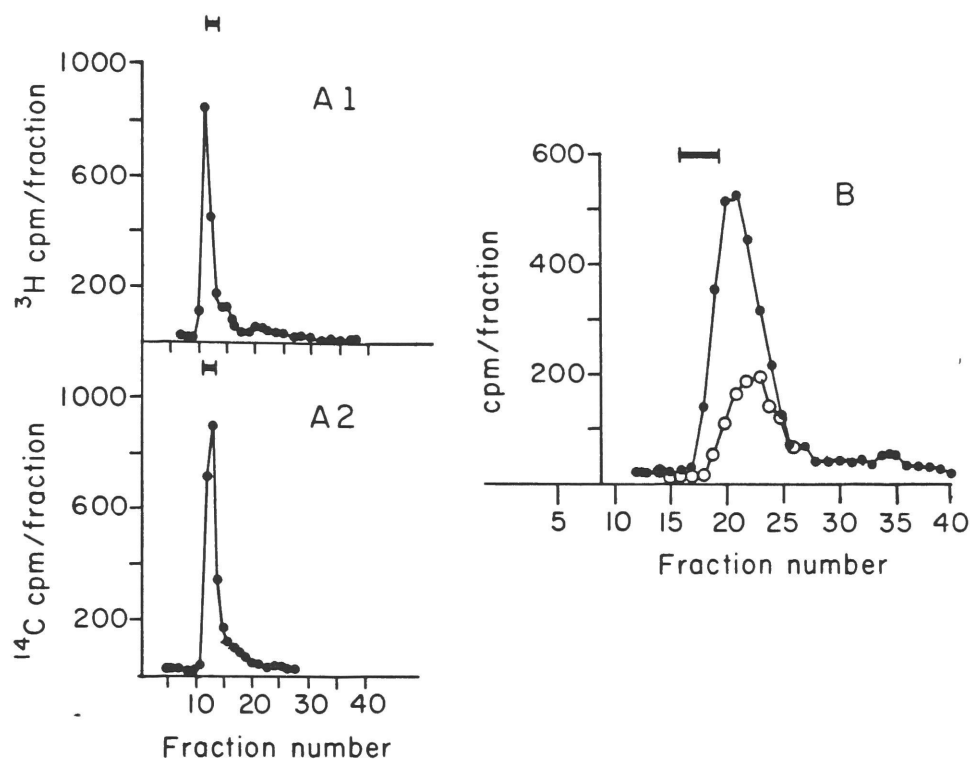 A1
³H cpm/fraction
1000
600
200
A2
¹⁴C cpm/fraction
1000
600
200
10 20 30 40
Fraction number
B
cpm/fraction
600
400
200
5 10 15 20 25 30 35 40
Fraction number